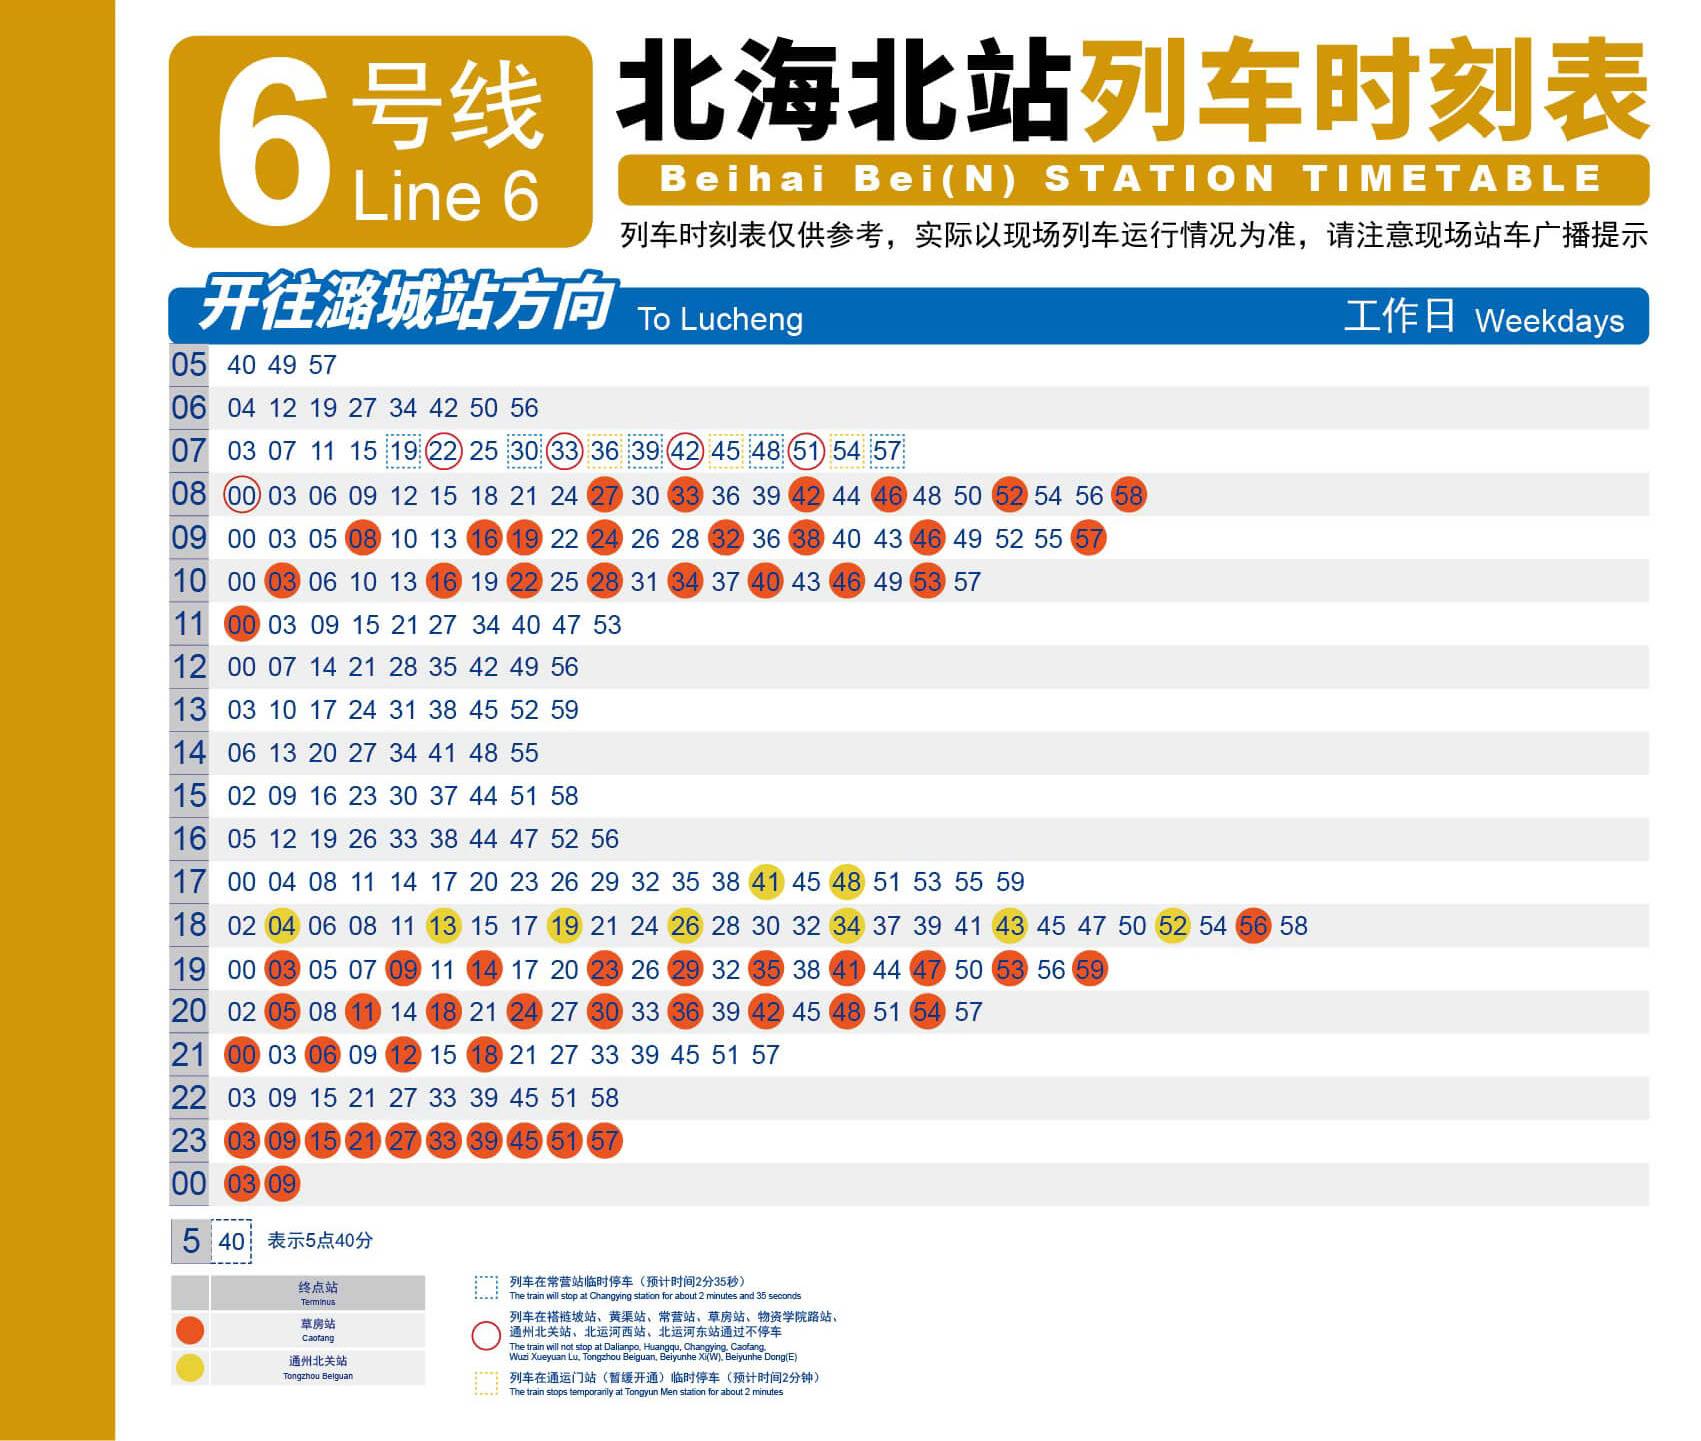 6号线
Line 6
北海北站列车时刻表
Beihai Bei(N) STATION TIMETABLE
列车时刻表仅供参考，实际以现场列车运行情况为准，请注意现场站车广播提示
开往潞城站方向 To Lucheng 工作日 Weekdays
05 40 49 57
06 04 12 19 27 34 42 50 56
07 03 07 11 15 19 22 25 30 33 36 39 42 45 48 51 54 57
08 00 03 06 09 12 15 18 21 24 27 30 33 36 39 42 44 46 48 50 52 54 56 58
09 00 03 05 08 10 13 16 19 22 24 26 28 32 36 38 40 43 46 49 52 55 57
10 00 03 06 10 13 16 19 22 25 28 31 34 37 40 43 46 49 53 57
11 00 03 09 15 21 27 34 40 47 53
12 00 07 14 21 28 35 42 49 56
13 03 10 17 24 31 38 45 52 59
14 06 13 20 27 34 41 48 55
15 02 09 16 23 30 37 44 51 58
16 05 12 19 26 33 38 44 47 52 56
17 00 04 08 11 14 17 20 23 26 29 32 35 38 41 45 48 51 53 55 59
18 02 04 06 08 11 13 15 17 19 21 24 26 28 30 32 34 37 39 41 43 45 47 50 52 54 56 58
19 00 03 05 07 09 11 14 17 20 23 26 29 32 35 38 41 44 47 50 53 56 59
20 02 05 08 11 14 18 21 24 27 30 33 36 39 42 45 48 51 54 57
21 00 03 06 09 12 15 18 21 27 33 39 45 51 57
22 03 09 15 21 27 33 39 45 51 58
23 03 09 15 21 27 33 39 45 51 57
00 03 09
5 40 表示5点40分
终点站
Terminus
草房站
Caofang
通州北关站
Tongzhou Beiguan
列车在常营站临时停车（预计时间2分35秒）
The train will stop at Changying station for about 2 minutes and 35 seconds
列车在褡裢坡站、黄渠站、常营站、草房站、物资学院路站、
通州北关站、北运河西站、北运河东站通过不停车
The train will not stop at Dalianpo, Huangqu, Changying, Caofang,
Wuzi Xueyuan Lu, Tongzhou Beiguan, Beiyunhe Xi(W), Beiyunhe Dong(E)
列车在通运门站（暂缓开通）临时停车（预计时间2分钟）
The train stops temporarily at Tongyun Men station for about 2 minutes